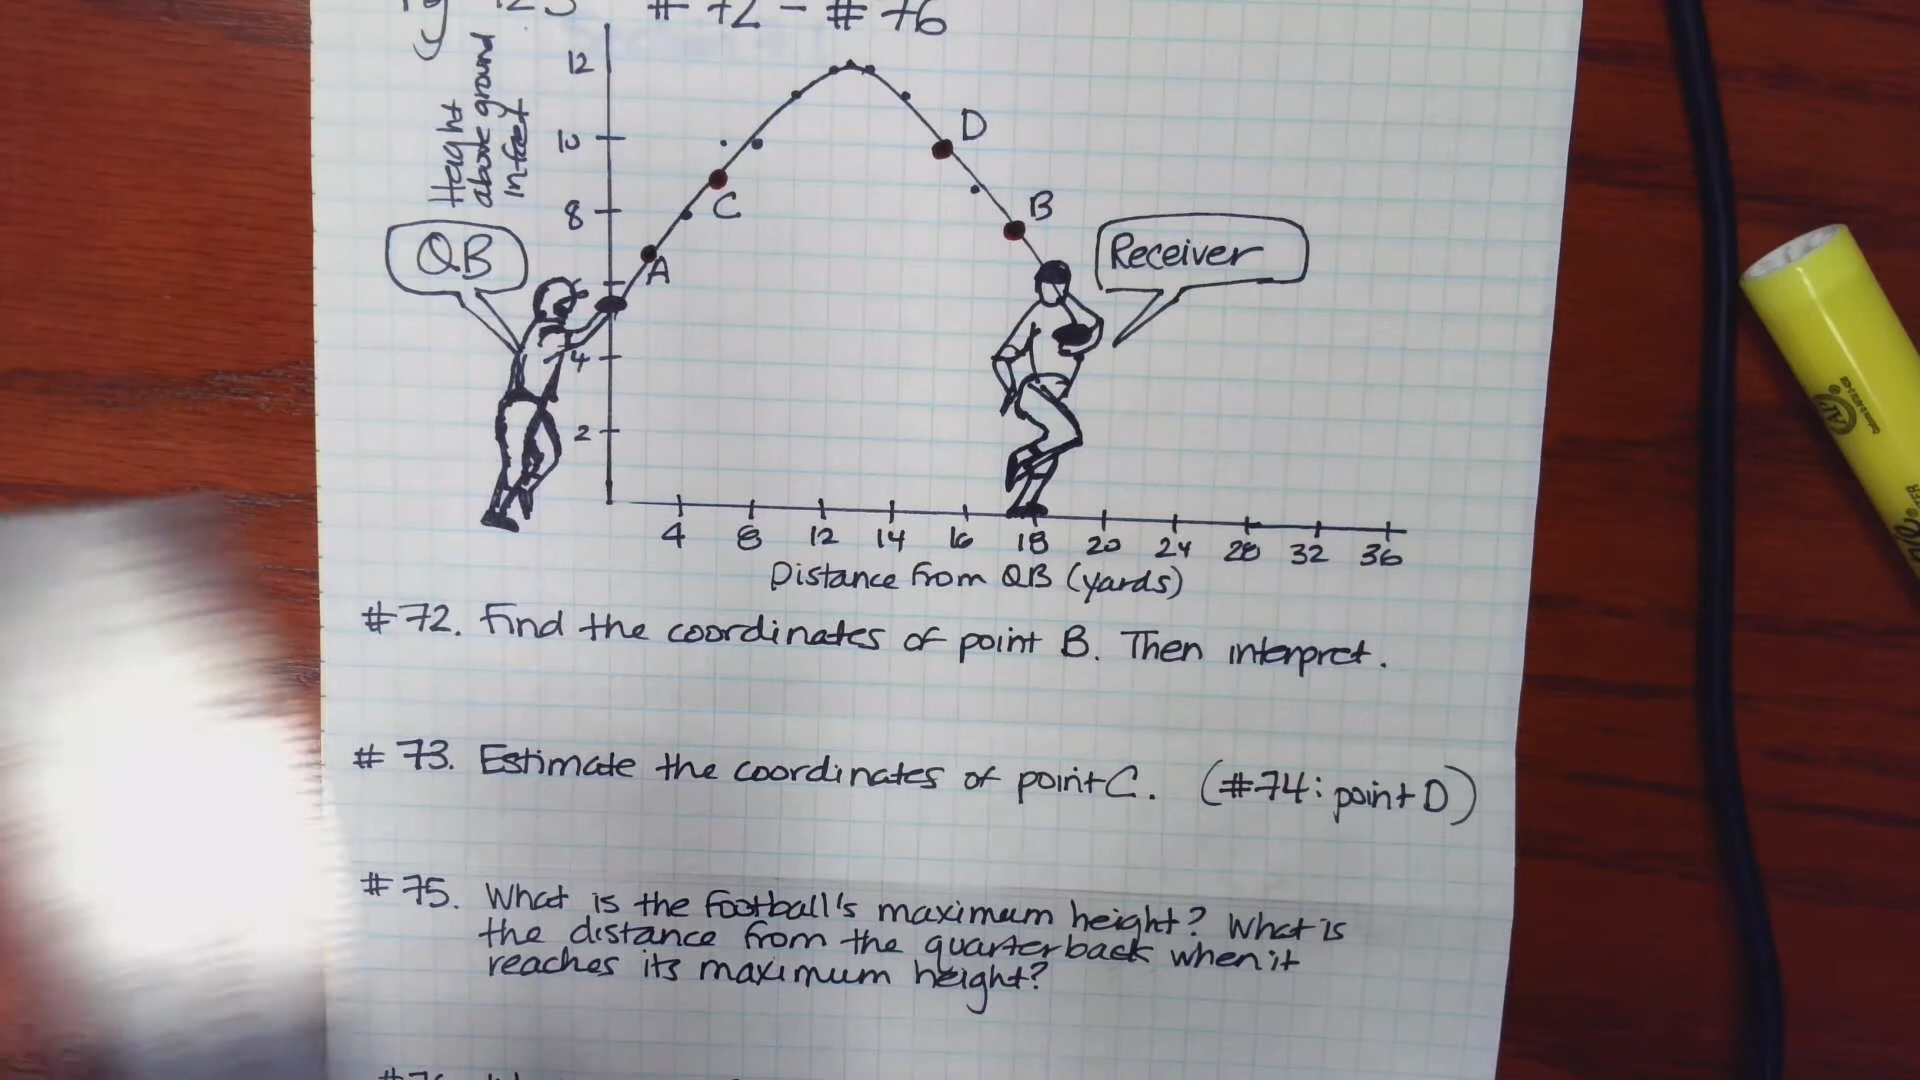 # 72 - # 76
Height
above ground
in feet
12
10
8
4
2
D
C
B
A
QB
Receiver
4 8 12 14 16 18 20 24 28 32 36
Distance from QB (yards)
#72. Find the coordinates of point B. Then interpret.
# 73. Estimate the coordinates of point C. (#74: point D)
# 75. What is the football's maximum height? What is
the distance from the quarterback when it
reaches its maximum height?